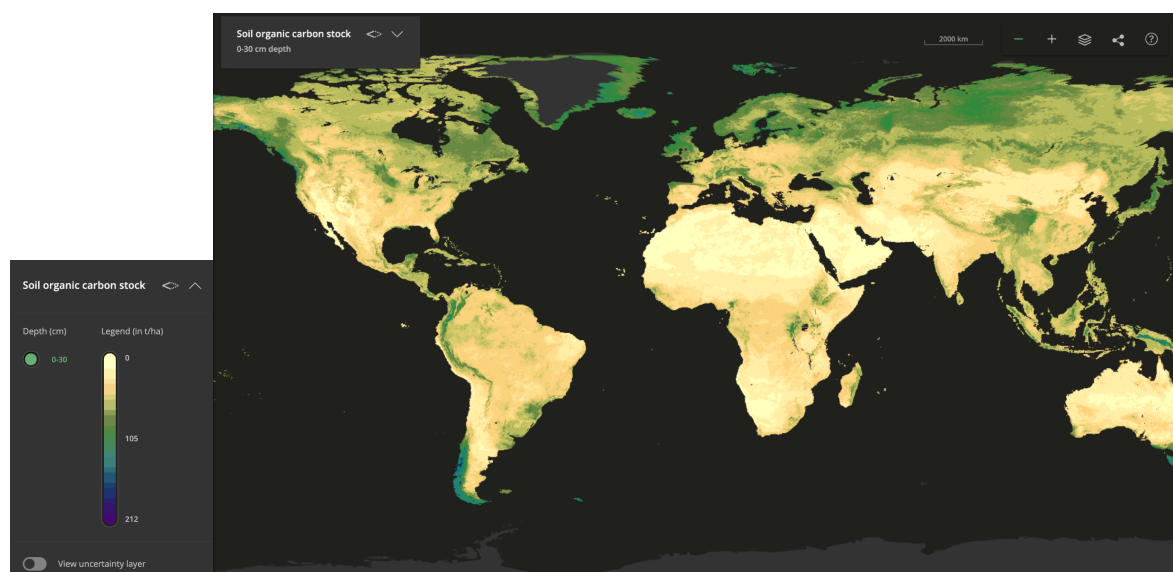 Soil organic carbon stock
0-30 cm depth
2000 km
Soil organic carbon stock
Depth (cm) Legend (in t/ha)
0-30
0
105
212
View uncertainty layer